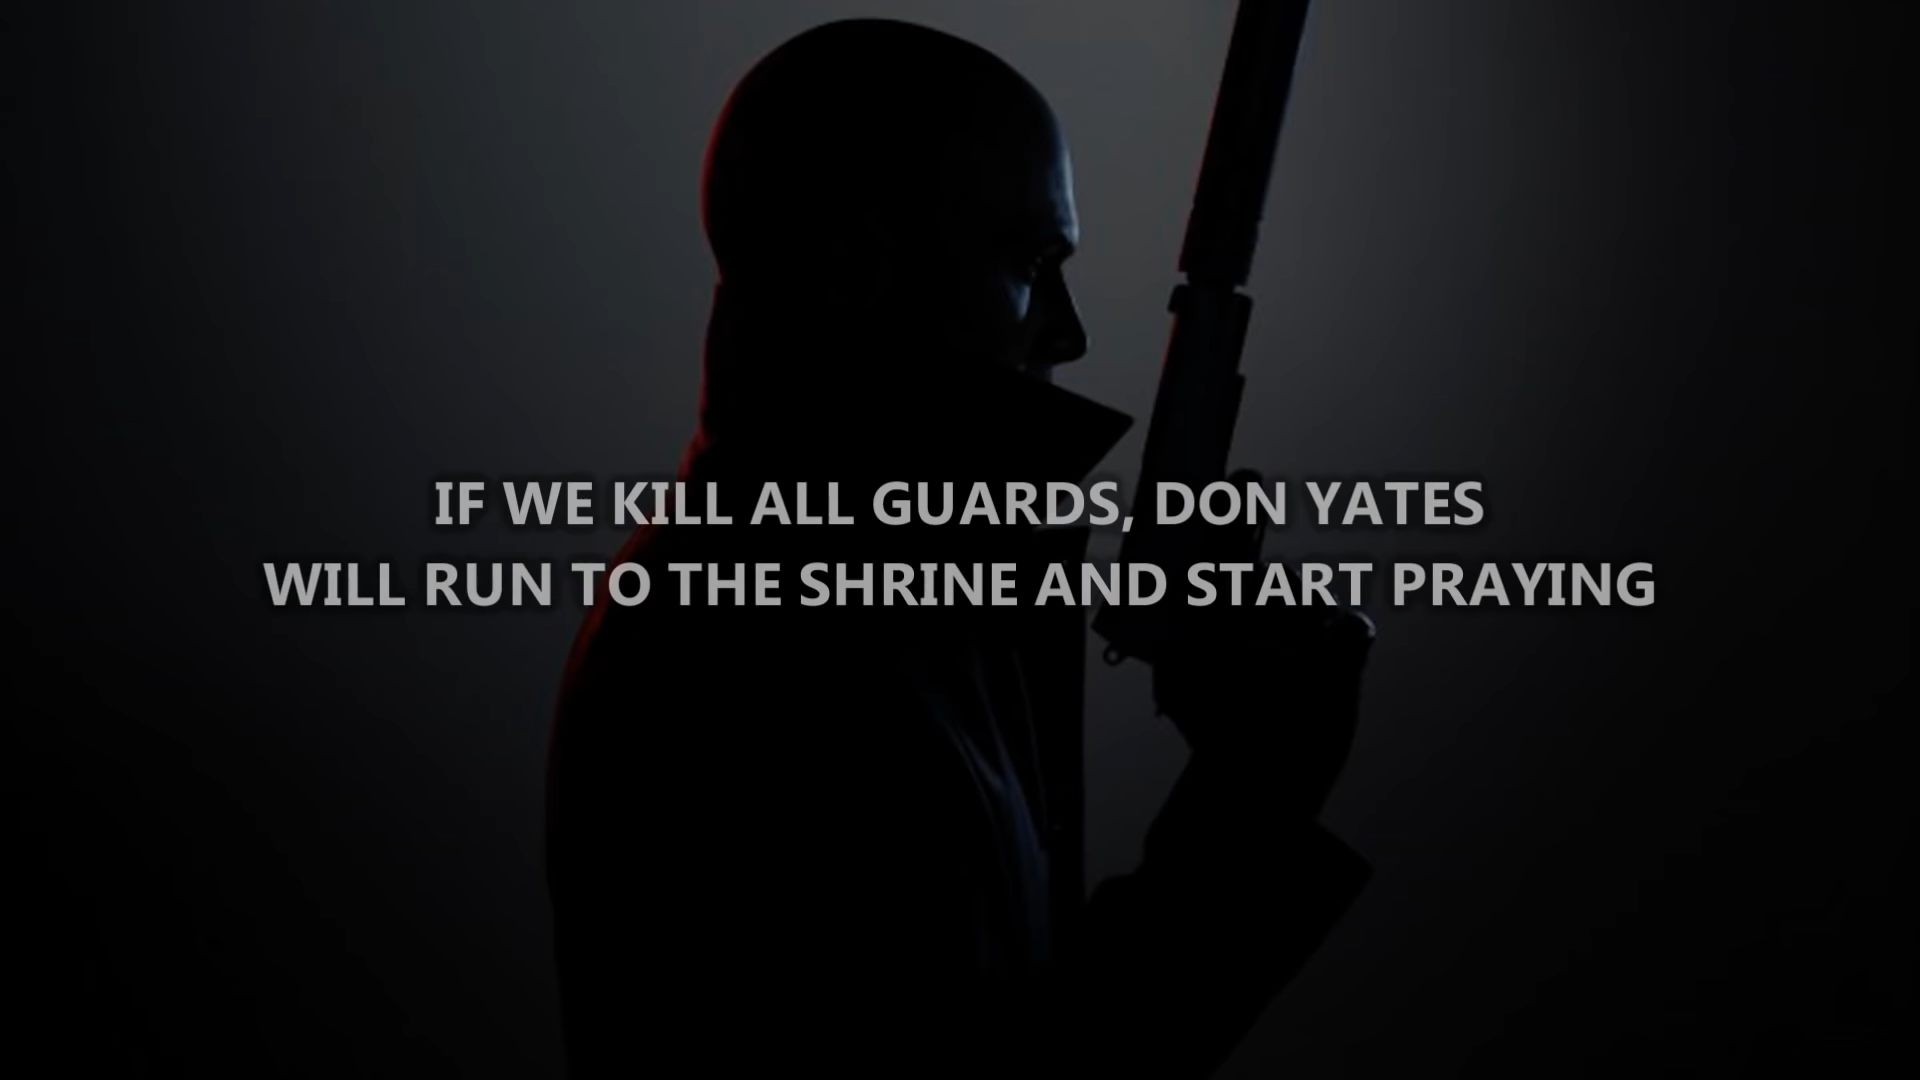 IF WE KILL ALL GUARDS, DON YATES
WILL RUN TO THE SHRINE AND START PRAYING